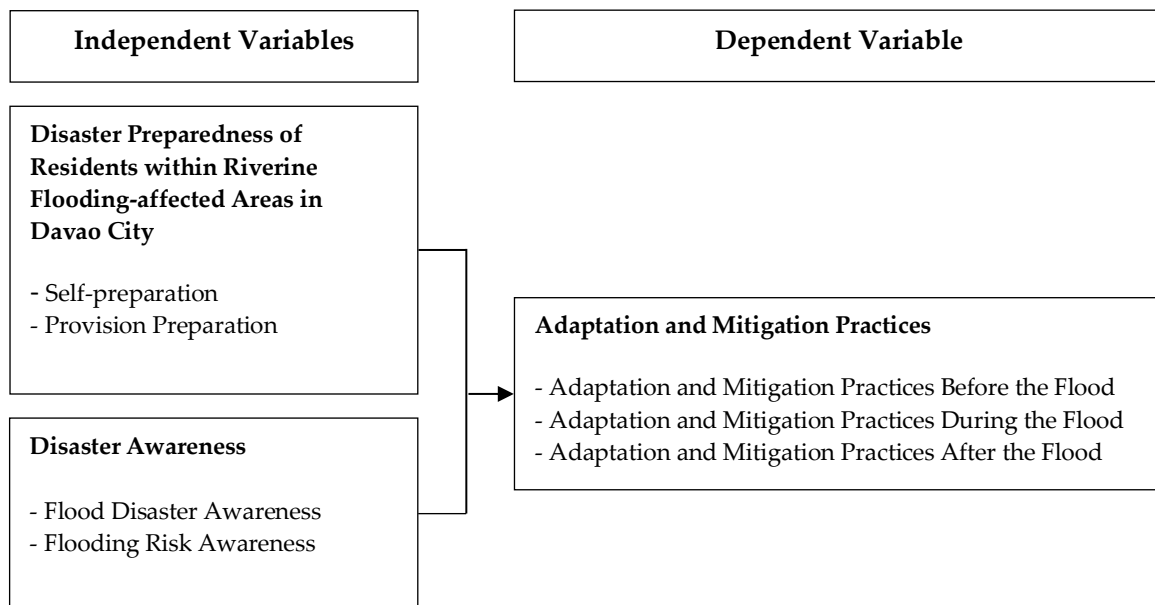 Independent Variables
Dependent Variable
Disaster Preparedness of
Residents within Riverine
Flooding-affected Areas in
Davao City
- Self-preparation
- Provision Preparation
Adaptation and Mitigation Practices
- Adaptation and Mitigation Practices Before the Flood
- Adaptation and Mitigation Practices During the Flood
- Adaptation and Mitigation Practices After the Flood
Disaster Awareness
- Flood Disaster Awareness
- Flooding Risk Awareness